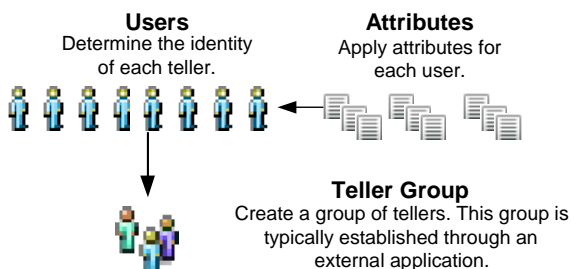 Users
Determine the identity
of each teller.
Attributes
Apply attributes for
each user.
Teller Group
Create a group of tellers. This group is
typically established through an
external application.